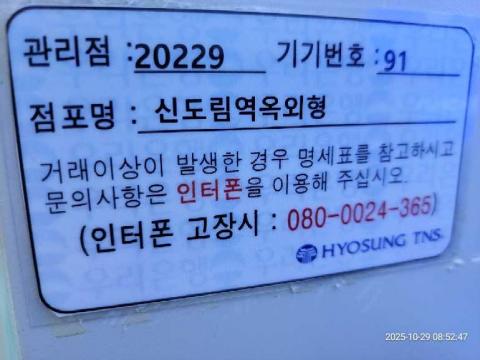 관리점 :20229 기기번호 :91
점포명 : 신도림역옥외형
거래이상이 발생한 경우 명세표를 참고하시고
문의사항은 인터폰을 이용해 주십시오.
(인터폰 고장시 : 080-0024-365)
HYOSUNG TNS.
2025-10-29 08:52:47